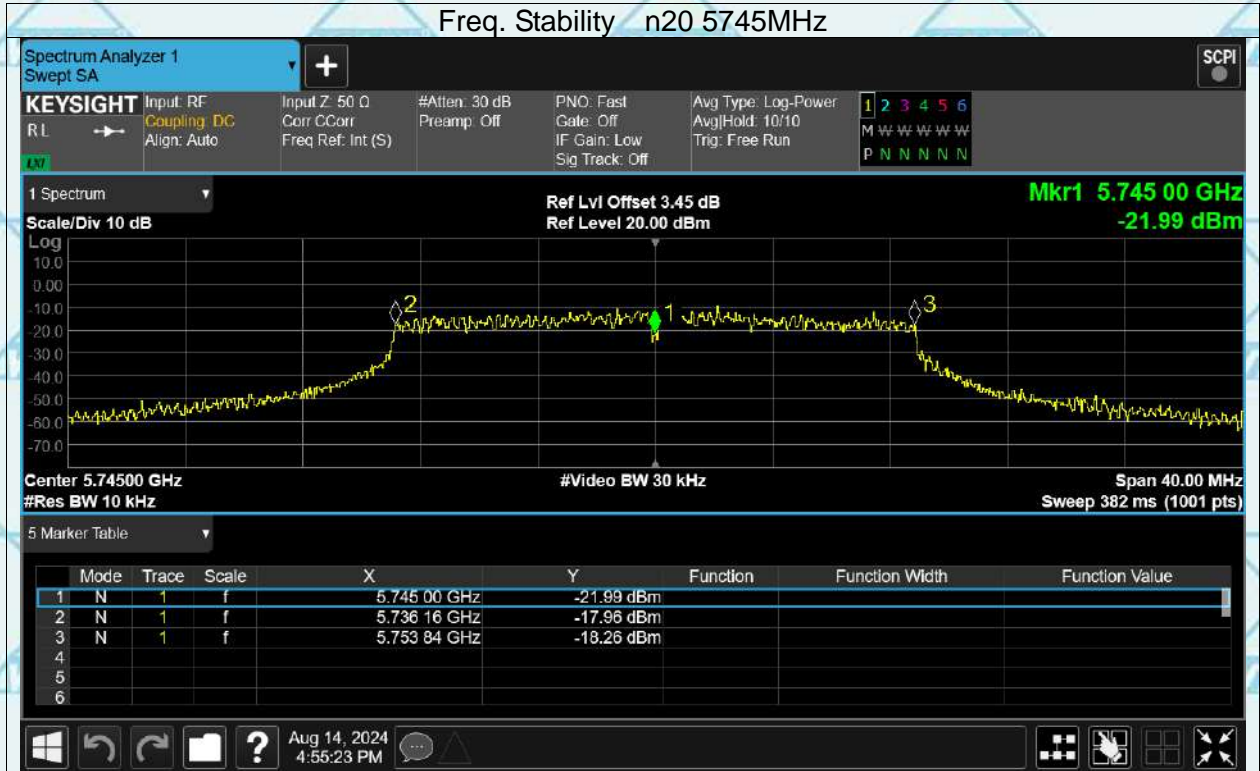 Freq. Stability n20 5745MHz
Spectrum Analyzer 1
Swept SA
+
SCPI
KEYSIGHT Input: RF Input Z: 50 Ω #Atten: 30 dB PNO: Fast Avg Type: Log-Power 1 2 3 4 5 6
RL Coupling: DC Corr CCorr Preamp: Off Gate: Off Avg|Hold: 10/10 M W W W W W
Align: Auto Freq Ref: Int (S) IF Gain: Low Trig: Free Run P N N N N N
LXI Sig Track: Off
1 Spectrum
Ref Lvl Offset 3.45 dB Mkr1 5.745 00 GHz
Scale/Div 10 dB Ref Level 20.00 dBm -21.99 dBm
Log
10.0
0.00
-10.0 2 1 3
-20.0
-30.0
-40.0
-50.0
-60.0
-70.0
Center 5.74500 GHz #Video BW 30 kHz Span 40.00 MHz
#Res BW 10 kHz Sweep 382 ms (1001 pts)
5 Marker Table
Mode Trace Scale X Y Function Function Width Function Value
1 N 1 f 5.745 00 GHz -21.99 dBm
2 N 1 f 5.736 16 GHz -17.96 dBm
3 N 1 f 5.753 84 GHz -18.26 dBm
4
5
6
? Aug 14, 2024
4:55:23 PM